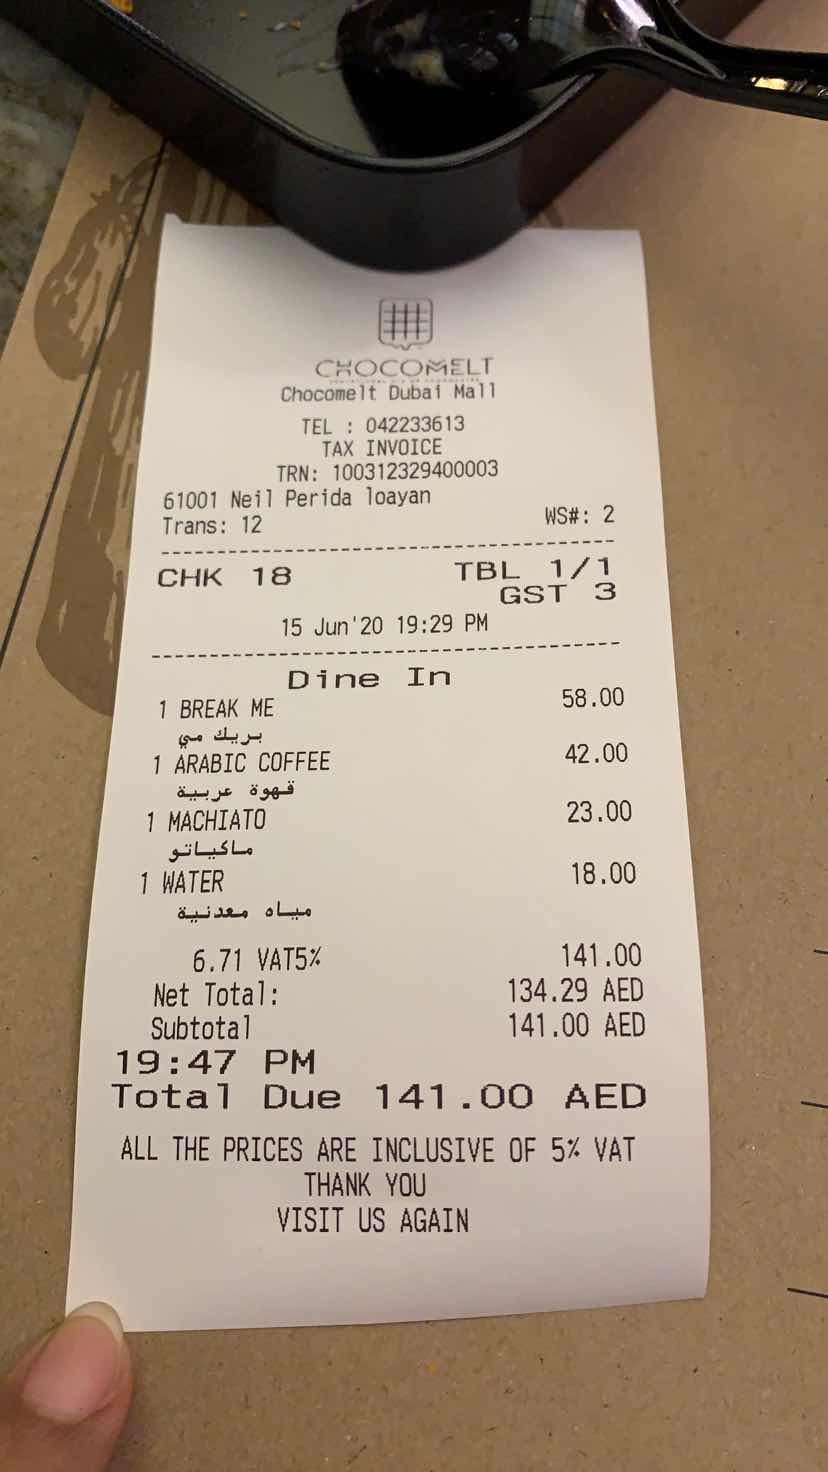 CHOCOMELT
Chocomelt Dubai Mall
TEL : 042233613
TAX INVOICE
TRN: 100312329400003
61001 Neil Perida loayan
Trans: 12 WS#: 2
CHK 18 TBL 1/1
GST 3
15 Jun'20 19:29 PM
Dine In
1 BREAK ME 58.00
بريك مي
1 ARABIC COFFEE 42.00
قهوة عربية
1 MACHIATO 23.00
ماكياتو
1 WATER 18.00
مياه معدنية
6.71 VAT5% 141.00
Net Total: 134.29 AED
Subtotal 141.00 AED
19:47 PM
Total Due 141.00 AED
ALL THE PRICES ARE INCLUSIVE OF 5% VAT
THANK YOU
VISIT US AGAIN